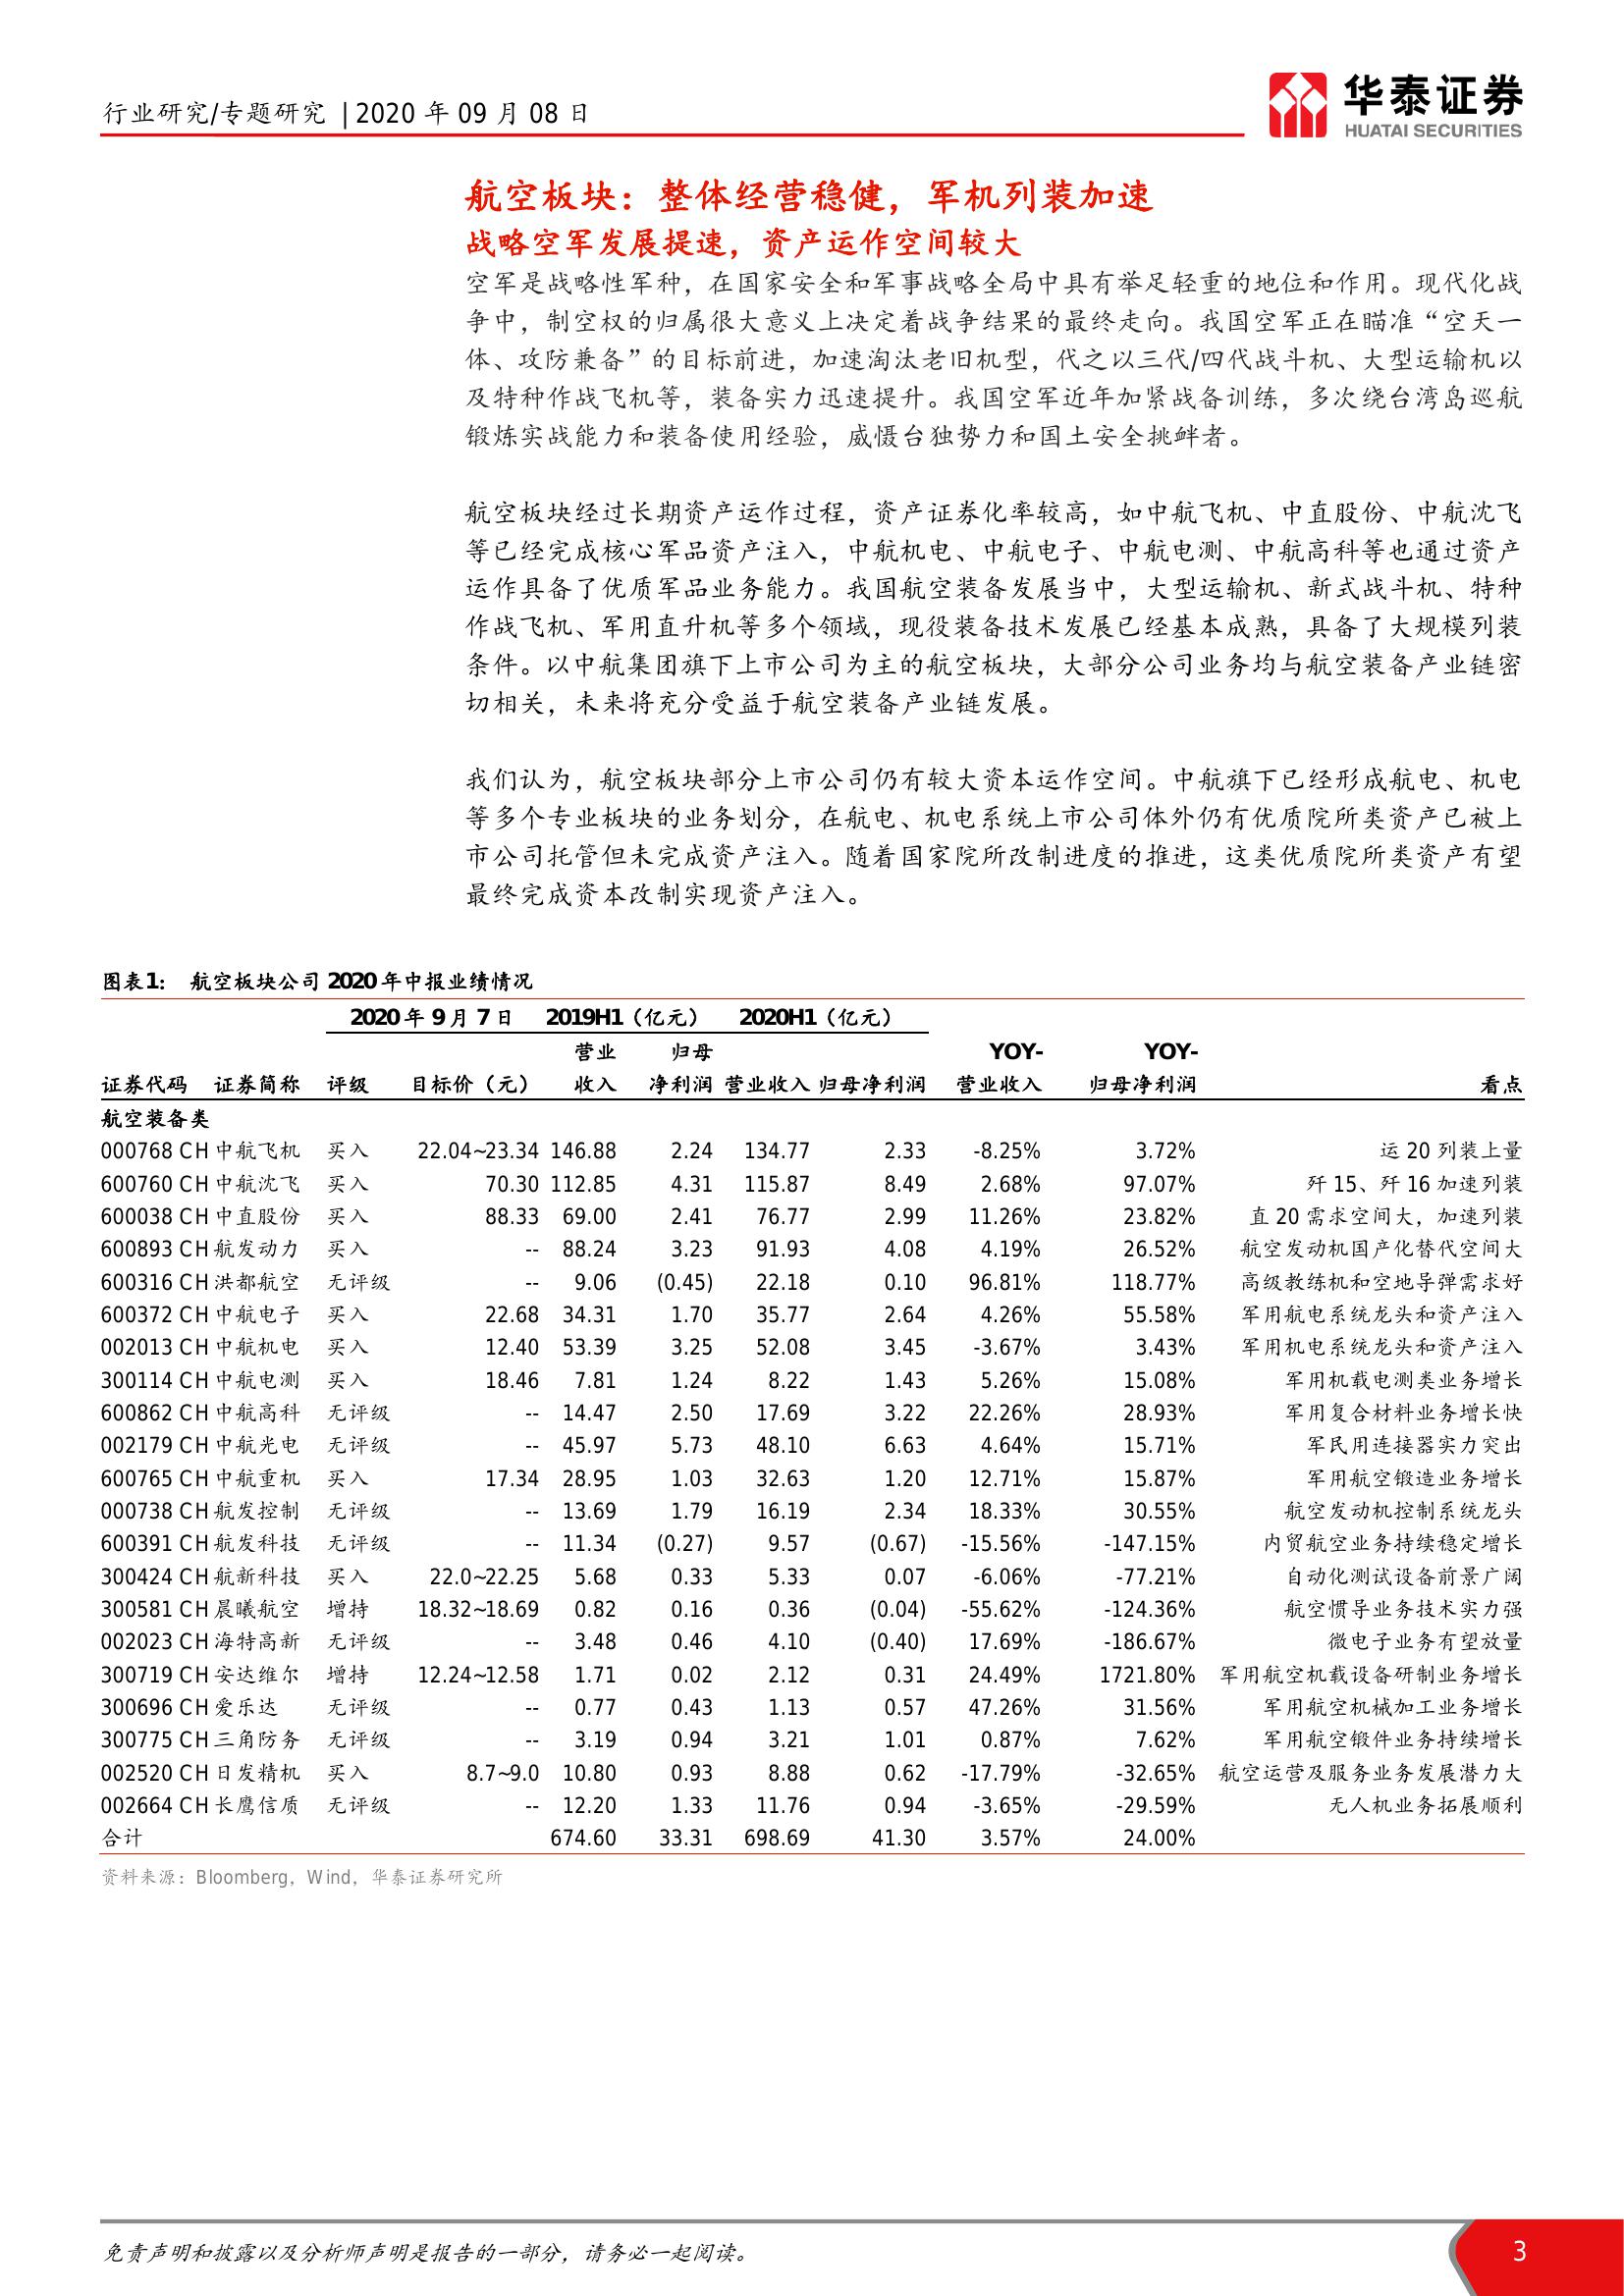 行业研究/专题研究 | 2020 年 09 月 08 日
华泰证券
HUATAI SECURITIES
航空板块：整体经营稳健，军机列装加速
战略空军发展提速，资产运作空间较大
空军是战略性军种，在国家安全和军事战略全局中具有举足轻重的地位和作用。现代化战
争中，制空权的归属很大意义上决定着战争结果的最终走向。我国空军正在瞄准“空天一
体、攻防兼备”的目标前进，加速淘汰老旧机型，代之以三代/四代战斗机、大型运输机以
及特种作战飞机等，装备实力迅速提升。我国空军近年加紧战备训练，多次绕台湾岛巡航
锻炼实战能力和装备使用经验，威慑台独势力和国土安全挑衅者。
航空板块经过长期资产运作过程，资产证券化率较高，如中航飞机、中直股份、中航沈飞
等已经完成核心军品资产注入，中航机电、中航电子、中航电测、中航高科等也通过资产
运作具备了优质军品业务能力。我国航空装备发展当中，大型运输机、新式战斗机、特种
作战飞机、军用直升机等多个领域，现役装备技术发展已经基本成熟，具备了大规模列装
条件。以中航集团旗下上市公司为主的航空板块，大部分公司业务均与航空装备产业链密
切相关，未来将充分受益于航空装备产业链发展。
我们认为，航空板块部分上市公司仍有较大资本运作空间。中航旗下已经形成航电、机电
等多个专业板块的业务划分，在航电、机电系统上市公司体外仍有优质院所类资产已被上
市公司托管但未完成资产注入。随着国家院所改制进度的推进，这类优质院所类资产有望
最终完成资本改制实现资产注入。
图表1： 航空板块公司 2020 年中报业绩情况
2020 年 9 月 7 日 2019H1（亿元） 2020H1（亿元）
营业 归母 YOY- YOY-
证券代码 证券简称 评级 目标价（元） 收入 净利润 营业收入 归母净利润 营业收入 归母净利润 看点
航空装备类
000768 CH 中航飞机 买入 22.04~23.34 146.88 2.24 134.77 2.33 -8.25% 3.72% 运 20 列装上量
600760 CH 中航沈飞 买入 70.30 112.85 4.31 115.87 8.49 2.68% 97.07% 歼 15、歼 16 加速列装
600038 CH 中直股份 买入 88.33 69.00 2.41 76.77 2.99 11.26% 23.82% 直 20 需求空间大，加速列装
600893 CH 航发动力 买入 -- 88.24 3.23 91.93 4.08 4.19% 26.52% 航空发动机国产化替代空间大
600316 CH 洪都航空 无评级 -- 9.06 (0.45) 22.18 0.10 96.81% 118.77% 高级教练机和空地导弹需求好
600372 CH 中航电子 买入 22.68 34.31 1.70 35.77 2.64 4.26% 55.58% 军用航电系统龙头和资产注入
002013 CH 中航机电 买入 12.40 53.39 3.25 52.08 3.45 -3.67% 3.43% 军用机电系统龙头和资产注入
300114 CH 中航电测 买入 18.46 7.81 1.24 8.22 1.43 5.26% 15.08% 军用机载电测类业务增长
600862 CH 中航高科 无评级 -- 14.47 2.50 17.69 3.22 22.26% 28.93% 军用复合材料业务增长快
002179 CH 中航光电 无评级 -- 45.97 5.73 48.10 6.63 4.64% 15.71% 军民用连接器实力突出
600765 CH 中航重机 买入 17.34 28.95 1.03 32.63 1.20 12.71% 15.87% 军用航空锻造业务增长
000738 CH 航发控制 无评级 -- 13.69 1.79 16.19 2.34 18.33% 30.55% 航空发动机控制系统龙头
600391 CH 航发科技 无评级 -- 11.34 (0.27) 9.57 (0.67) -15.56% -147.15% 内贸航空业务持续稳定增长
300424 CH 航新科技 买入 22.0~22.25 5.68 0.33 5.33 0.07 -6.06% -77.21% 自动化测试设备前景广阔
300581 CH 晨曦航空 增持 18.32~18.69 0.82 0.16 0.36 (0.04) -55.62% -124.36% 航空惯导业务技术实力强
002023 CH 海特高新 无评级 -- 3.48 0.46 4.10 (0.40) 17.69% -186.67% 微电子业务有望放量
300719 CH 安达维尔 增持 12.24~12.58 1.71 0.02 2.12 0.31 24.49% 1721.80% 军用航空机载设备研制业务增长
300696 CH 爱乐达 无评级 -- 0.77 0.43 1.13 0.57 47.26% 31.56% 军用航空机械加工业务增长
300775 CH 三角防务 无评级 -- 3.19 0.94 3.21 1.01 0.87% 7.62% 军用航空锻件业务持续增长
002520 CH 日发精机 买入 8.7~9.0 10.80 0.93 8.88 0.62 -17.79% -32.65% 航空运营及服务业务发展潜力大
002664 CH 长鹰信质 无评级 -- 12.20 1.33 11.76 0.94 -3.65% -29.59% 无人机业务拓展顺利
合计 674.60 33.31 698.69 41.30 3.57% 24.00%
资料来源：Bloomberg，Wind，华泰证券研究所
免责声明和披露以及分析师声明是报告的一部分，请务必一起阅读。 3